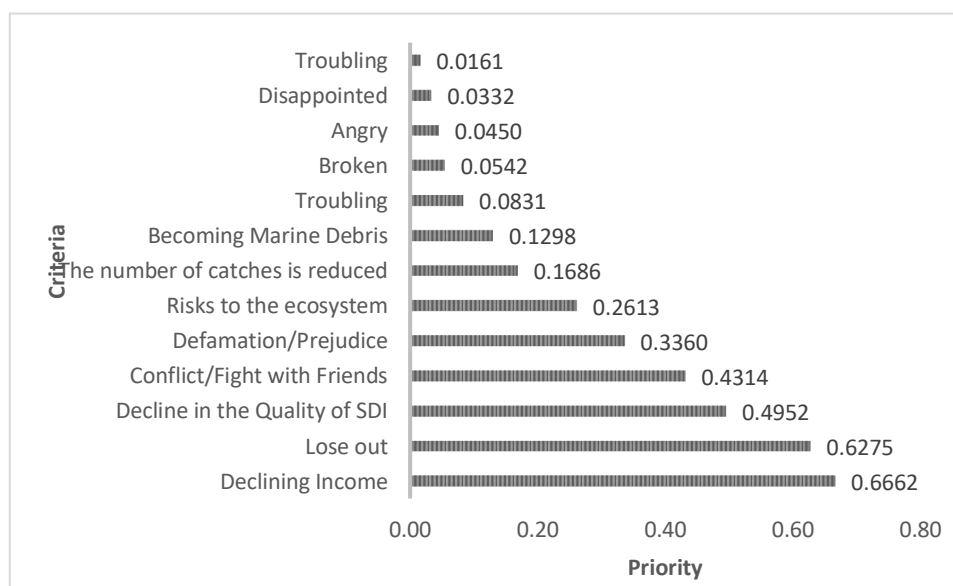 Troubling 0.0161
Disappointed 0.0332
Angry 0.0450
Broken 0.0542
Troubling 0.0831
Becoming Marine Debris 0.1298
The number of catches is reduced 0.1686
Risks to the ecosystem 0.2613
Defamation/Prejudice 0.3360
Conflict/Fight with Friends 0.4314
Decline in the Quality of SDI 0.4952
Lose out 0.6275
Declining Income 0.6662
Criteria
0.00 0.20 0.40 0.60 0.80
Priority